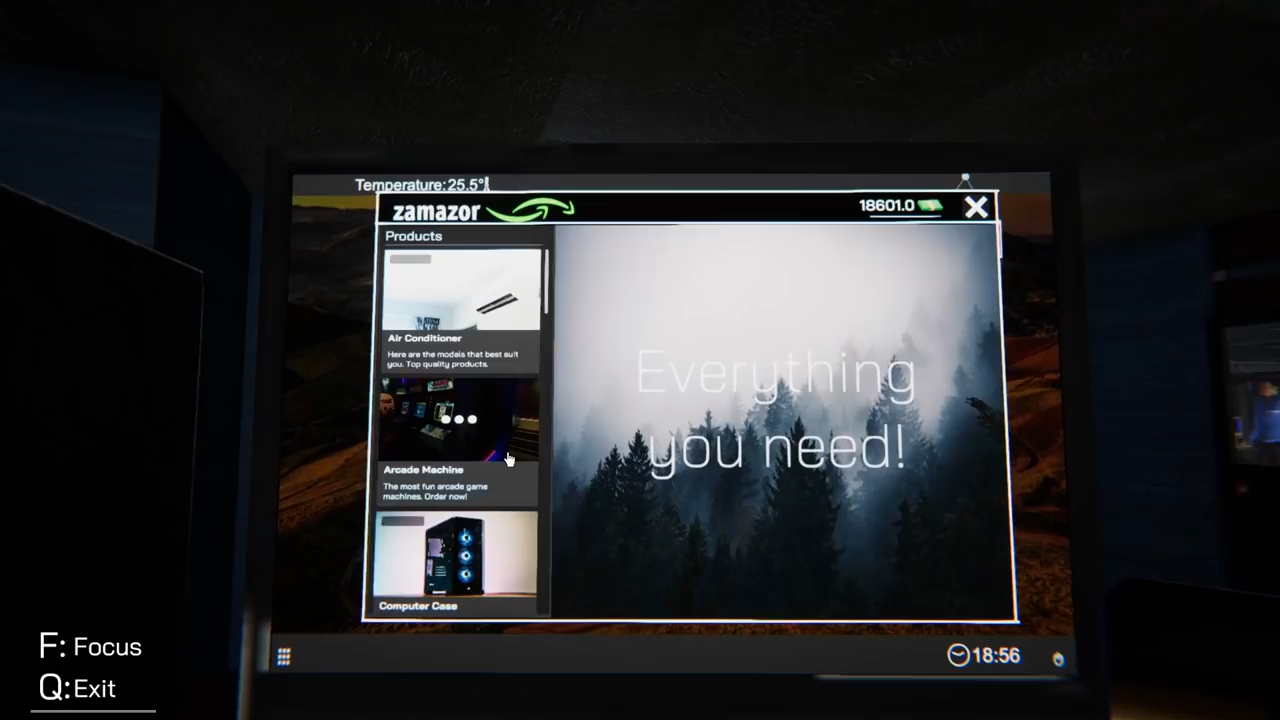 Temperature: 25.5°
zamazor
18601.0
Products
Air Conditioner
Here are the models that best suit
you. Top quality products.
Arcade Machine
The most fun arcade game
machines. Order now!
Computer Case
Everything
you need!
18:56
F: Focus
Q: Exit